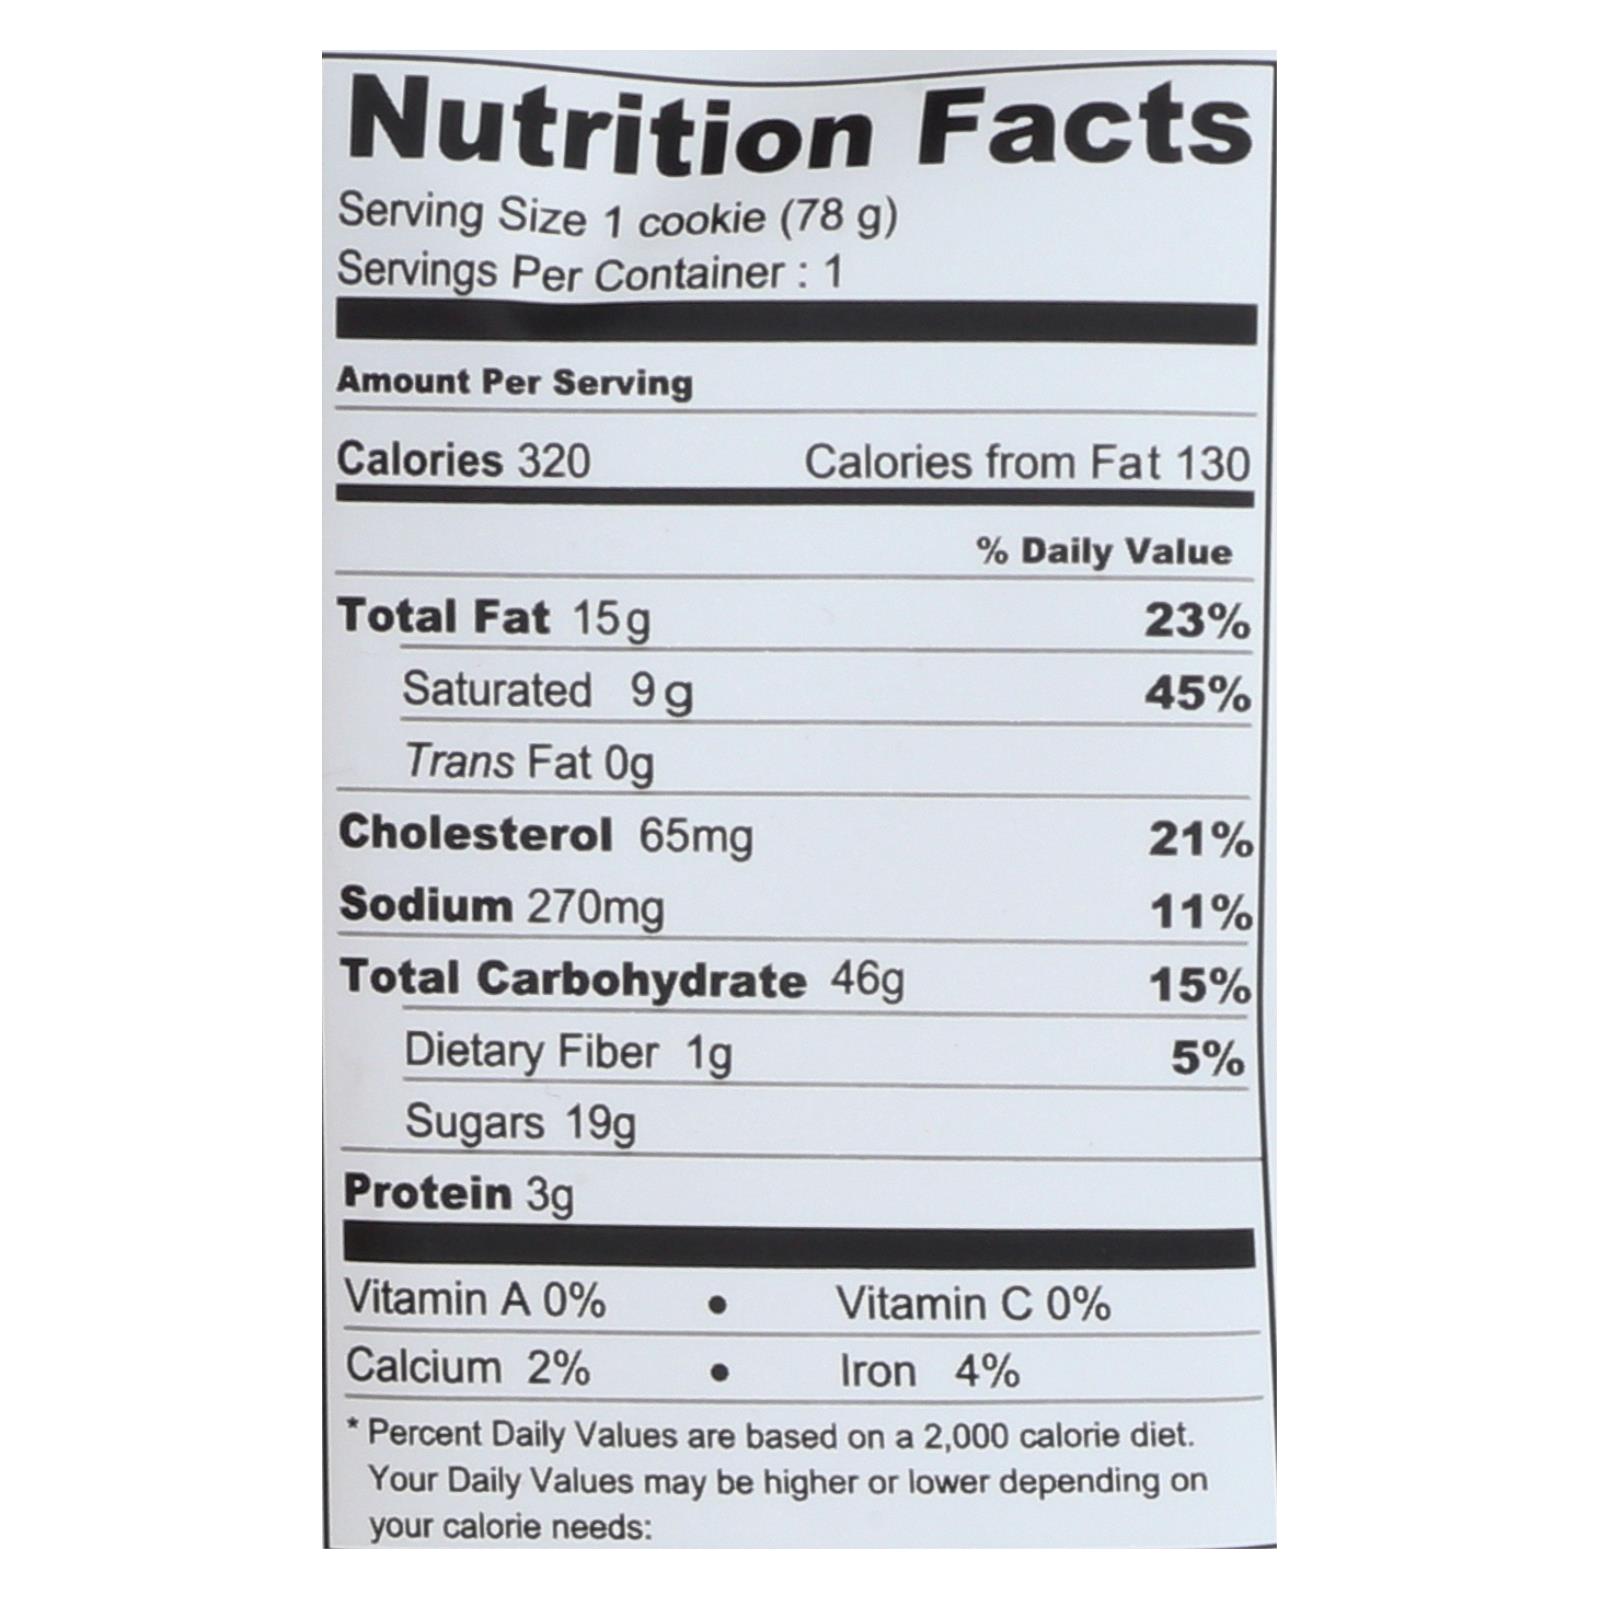 Nutrition Facts
Serving Size 1 cookie (78 g)
Servings Per Container : 1
Amount Per Serving
Calories 320 Calories from Fat 130
% Daily Value
Total Fat 15g 23%
Saturated 9g 45%
Trans Fat 0g
Cholesterol 65mg 21%
Sodium 270mg 11%
Total Carbohydrate 46g 15%
Dietary Fiber 1g 5%
Sugars 19g
Protein 3g
Vitamin A 0% • Vitamin C 0%
Calcium 2% • Iron 4%
* Percent Daily Values are based on a 2,000 calorie diet.
Your Daily Values may be higher or lower depending on
your calorie needs: